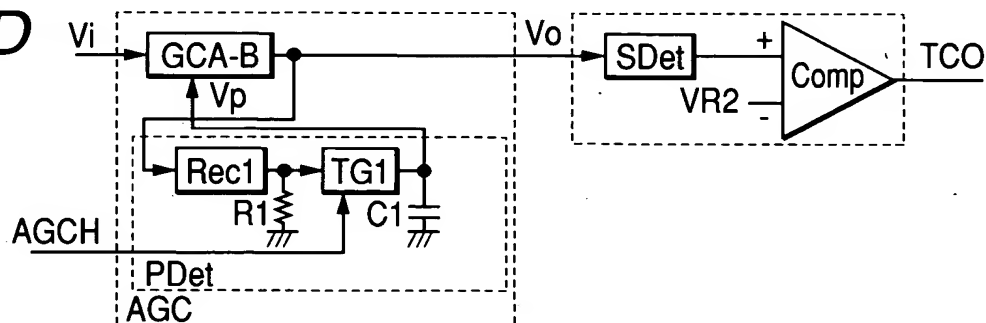 D
Vi
GCA-B
Vo
SDet
+
Comp
TCO
Vp
VR2
-
Rec1
TG1
R1
C1
AGCH
PDet
AGC